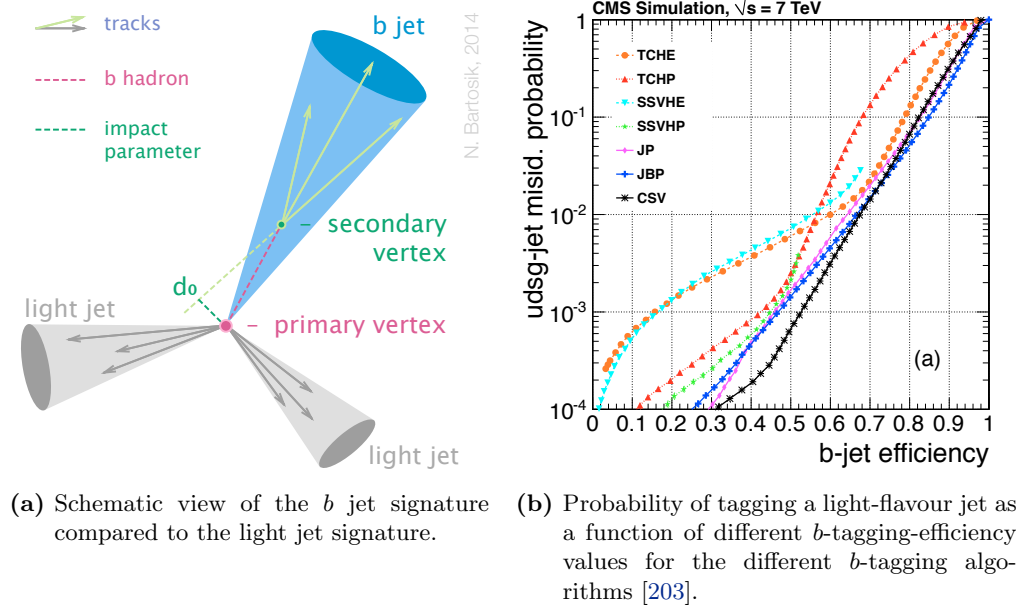 tracks
b hadron
impact
parameter
b jet
N. Bartosik, 2014
secondary
vertex
d₀
light jet
primary vertex
light jet
CMS Simulation, √s = 7 TeV
udsg-jet misid. probability
1
10⁻¹
10⁻²
10⁻³
10⁻⁴
TCHE
TCHP
SSVHE
SSVHP
JP
JBP
CSV
(a)
0 0.1 0.2 0.3 0.4 0.5 0.6 0.7 0.8 0.9 1
b-jet efficiency
(a) Schematic view of the b jet signature
compared to the light jet signature.
(b) Probability of tagging a light-flavour jet as
a function of different b-tagging-efficiency
values for the different b-tagging algo-
rithms [203].